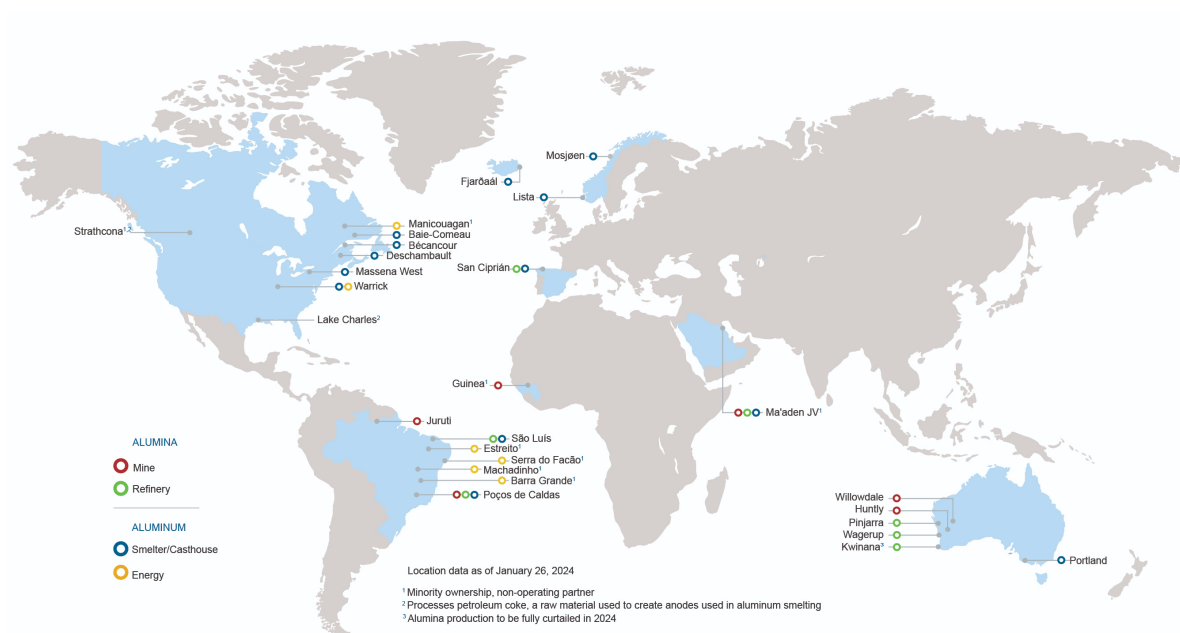 Mosjøen
Fjarðaál
Lista
Manicouagan¹
Baie-Comeau
Strathcona¹,²
Bécancour
Deschambault
San Ciprián
Massena West
Warrick
Lake Charles²
Guinea¹
Ma'aden JV¹
Juruti
São Luís
Estreito¹
Serra do Facão¹
Machadinho¹
Barra Grande¹
Poços de Caldas
ALUMINA
Mine
Refinery
ALUMINUM
Smelter/Casthouse
Energy
Willowdale
Huntly
Pinjarra
Wagerup
Kwinana³
Portland
Location data as of January 26, 2024
¹ Minority ownership, non-operating partner
² Processes petroleum coke, a raw material used to create anodes used in aluminum smelting
³ Alumina production to be fully curtailed in 2024